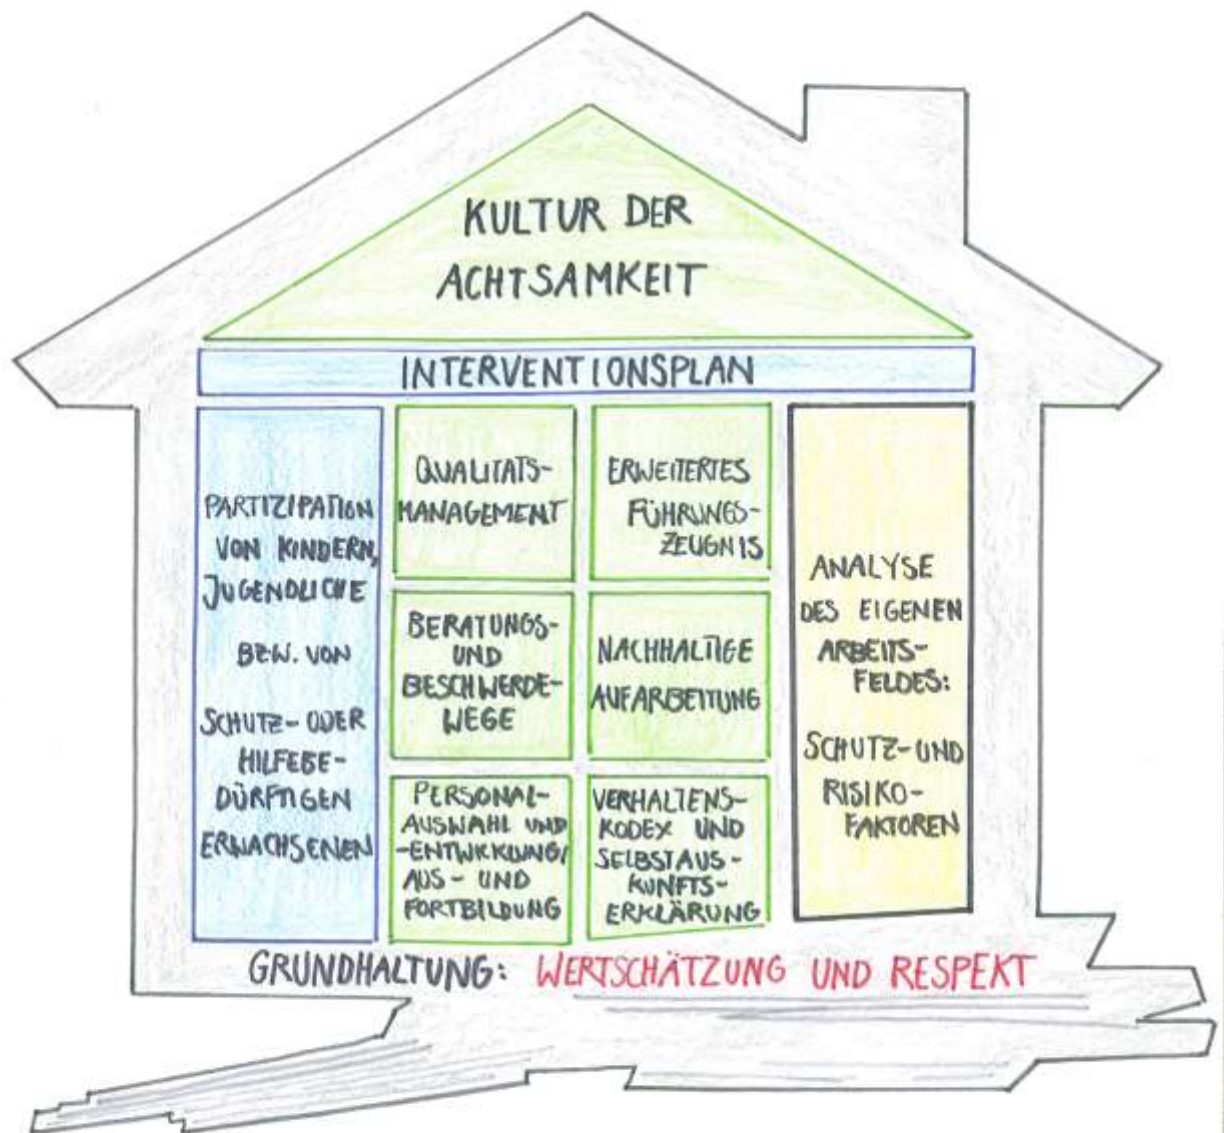 KULTUR DER
ACHTSAMKEIT
INTERVENTIONSPLAN
PARTIZIPATION
VON KINDERN,
JUGENDLICHE
BZW. VON
SCHUTZ- ODER
HILFEBE-
DÜRFTIGEN
ERWACHSENEN
QUALITATS-
MANAGEMENT
ERWEITERTES
FÜHRUNGS-
ZEUGNIS
BERATUNGS-
UND
BESCHWERDE-
WEGE
NACHHALTIGE
AUFARBEITUNG
PERSONAL-
AUSWAHL UND
-ENTWICKLUNG/
AUS- UND
FORTBILDUNG
VERHALTENS-
KODEX UND
SELBSTAUS-
KUNFTS-
ERKLÄRUNG
ANALYSE
DES EIGENEN
ARBEITS-
FELDES:
SCHUTZ- UND
RISIKO-
FAKTOREN
GRUNDHALTUNG: WERTSCHÄTZUNG UND RESPEKT